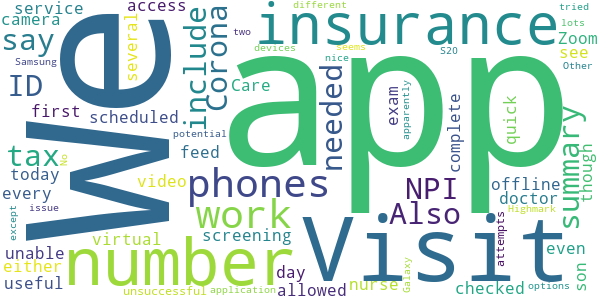 service
camera
say
ID
first
tax
today
every
either
useful
unable
access
several
scheduled
We
include
Corona
Care
feed
potential
Samsung
two
different
devices
seems
nice
insurance
app
S20
Zoom
see
tried
lots
Other
needed
exam
apparently
complete
quick
summary
though
phones
NPI
Also
work
number
screening
virtual
video
No
issue
except
unsuccessful
application
day
allowed
nurse
Visit
Galaxy
attempts
Highmark
offline
doctor
even
son
checked
options